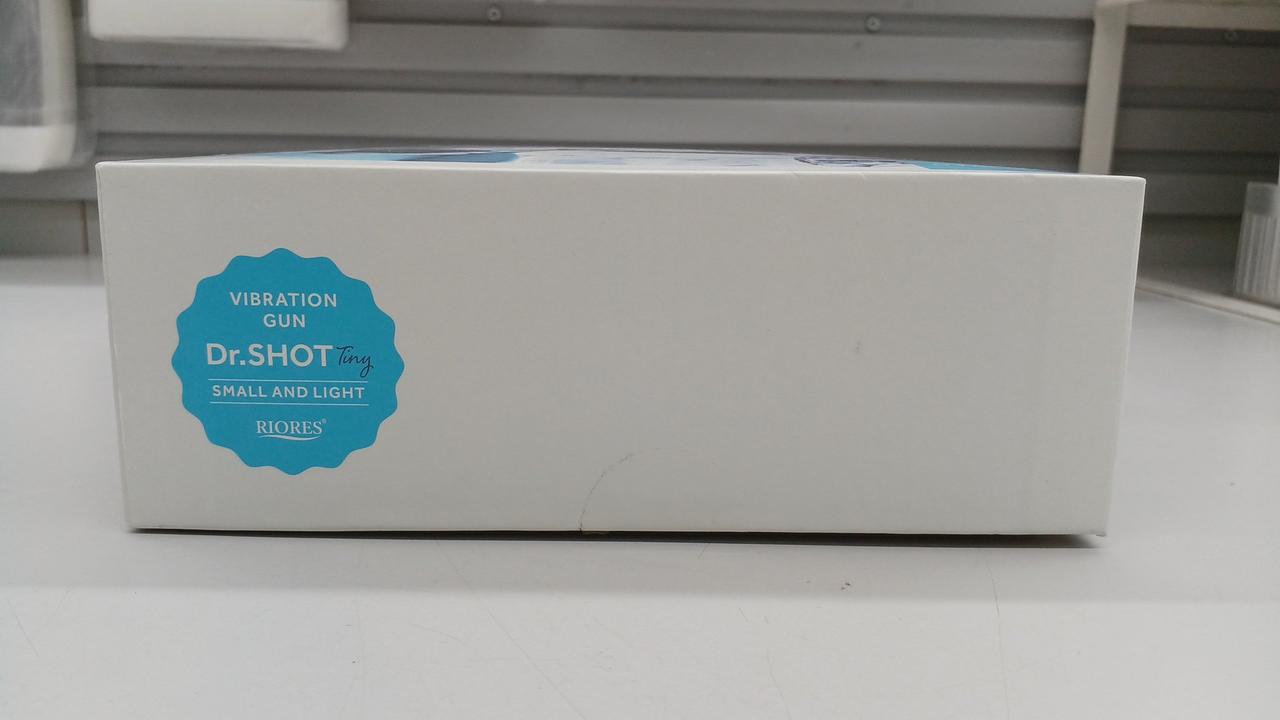 VIBRATION
GUN
Dr.SHOT Tiny
SMALL AND LIGHT
RIORES®